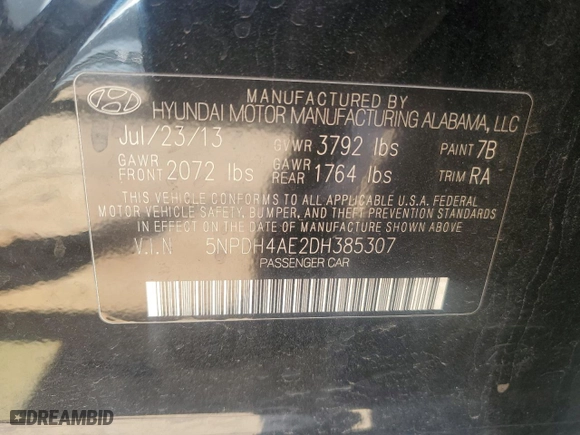 MANUFACTURED BY
HYUNDAI MOTOR MANUFACTURING ALABAMA, LLC
Jul/23/13 GVWR 3792 lbs PAINT 7B
GAWR FRONT 2072 lbs GAWR REAR 1764 lbs TRIM RA
THIS VEHICLE CONFORMS TO ALL APPLICABLE U.S.A. FEDERAL
MOTOR VEHICLE SAFETY, BUMPER, AND THEFT PREVENTION STANDARDS
IN EFFECT ON THE DATE OF MANUFACTURE SHOWN ABOVE.
V.I.N 5NPDH4AE2DH385307
PASSENGER CAR
DREAMBID